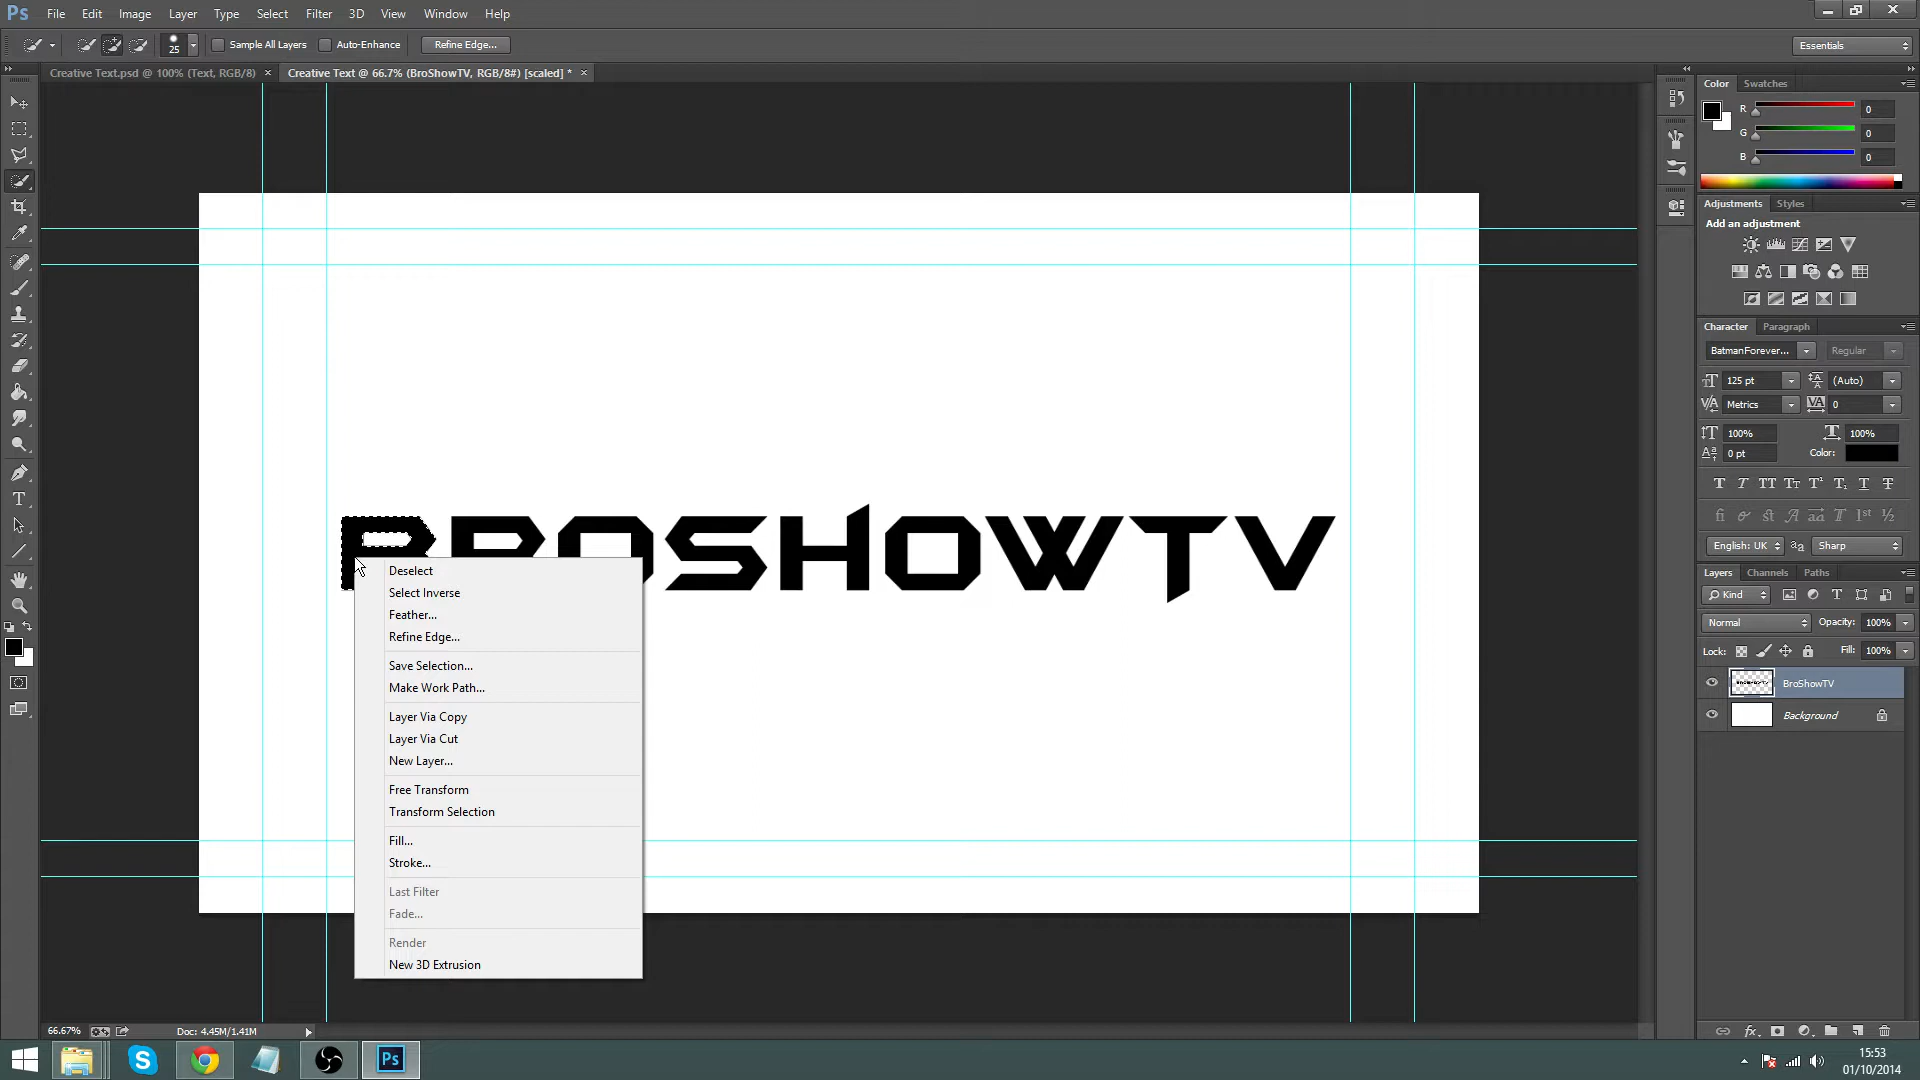 Ps File Edit Image Layer Type Select Filter 3D View Window Help
25 Sample All Layers Auto-Enhance Refine Edge... Essentials
Creative Text.psd @ 100% (Text, RGB/8) × Creative Text @ 66.7% (BroShowTV, RGB/8#) [scaled] * ×
Color Swatches
R 0
G 0
B 0
Adjustments Styles
Add an adjustment
Character Paragraph
BatmanForever... Regular
125 pt (Auto)
Metrics 0
100% 100%
0 pt Color:
English: UK Sharp
Layers Channels Paths
Kind
Normal Opacity: 100%
Lock: Fill: 100%
BroShowTV
Background
BROSHOWTV
Deselect
Select Inverse
Feather...
Refine Edge...
Save Selection...
Make Work Path...
Layer Via Copy
Layer Via Cut
New Layer...
Free Transform
Transform Selection
Fill...
Stroke...
Last Filter
Fade...
Render
New 3D Extrusion
66.67% Doc: 4.45M/1.41M
15:53
01/10/2014